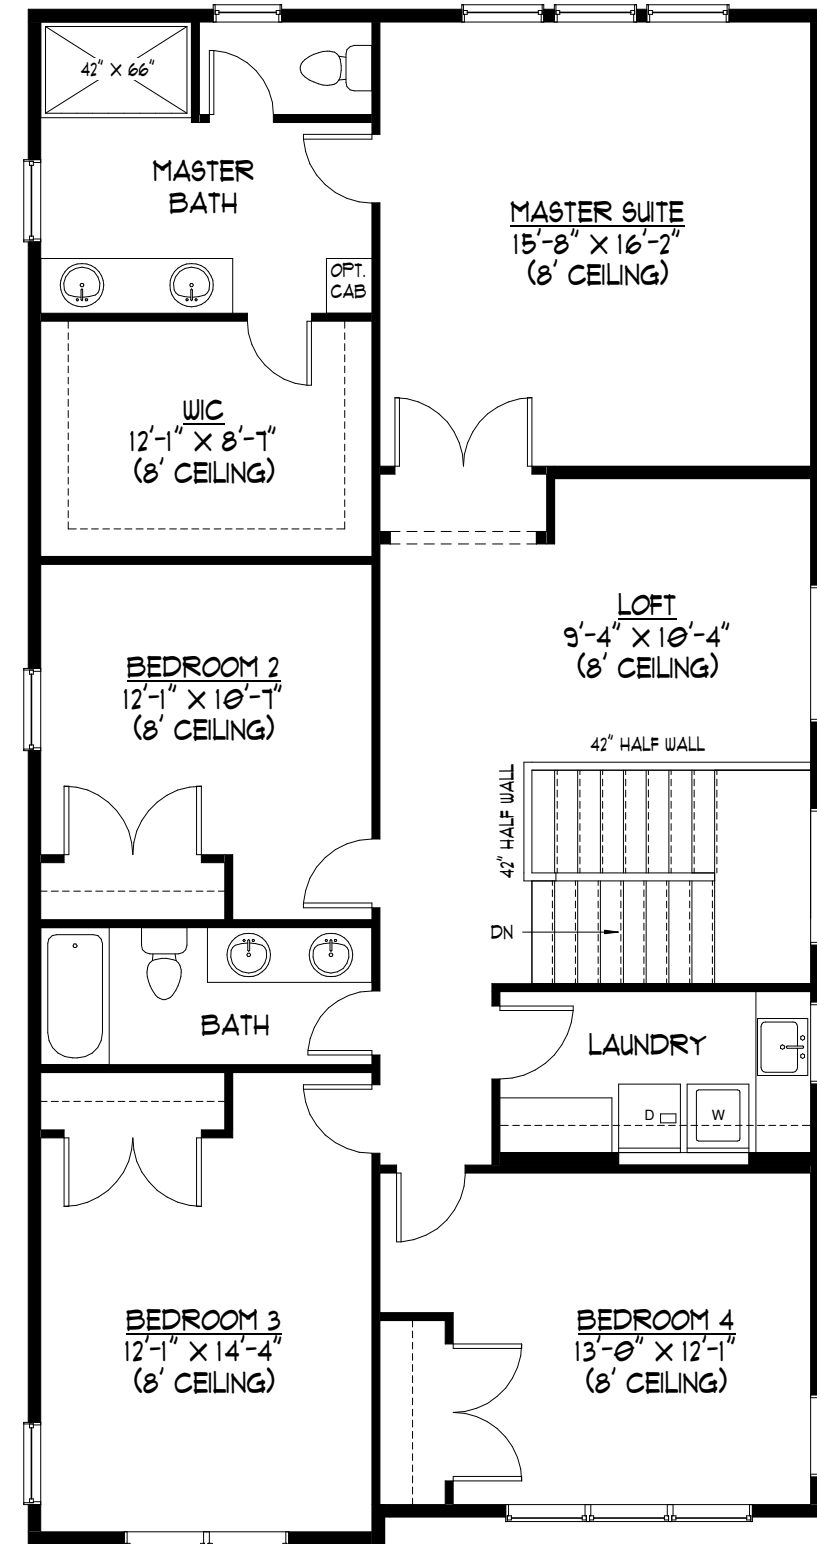 42" X 66"
MASTER
BATH
MASTER SUITE
15'-8" X 16'-2"
(8' CEILING)
OPT.
CAB
WIC
12'-1" X 8'-7"
(8' CEILING)
LOFT
9'-4" X 10'-4"
(8' CEILING)
BEDROOM 2
12'-1" X 10'-7"
(8' CEILING)
42" HALF WALL
42" HALF WALL
DN
BATH
LAUNDRY
D
W
BEDROOM 3
12'-1" X 14'-4"
(8' CEILING)
BEDROOM 4
13'-0" X 12'-1"
(8' CEILING)